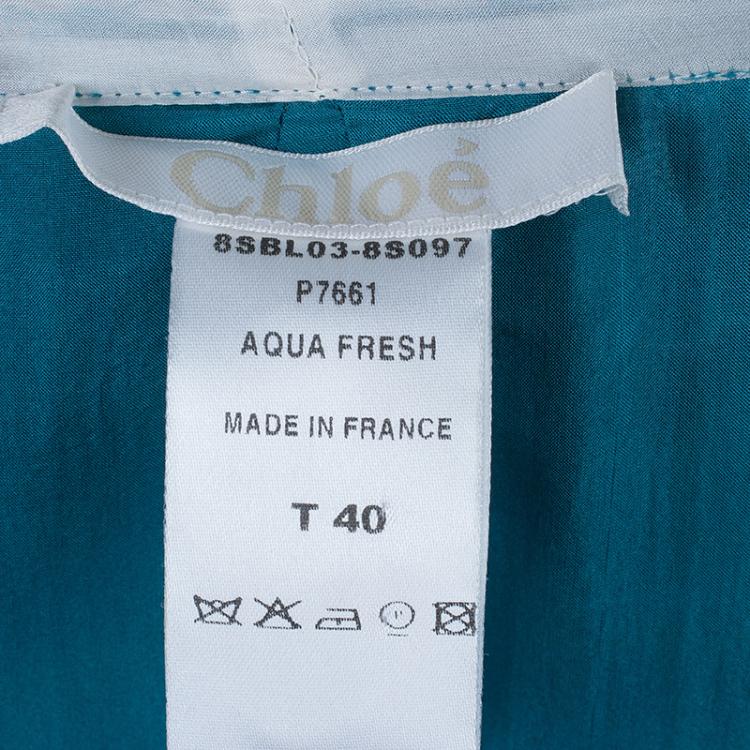 Chloé
8SBL03-8S097
P7661
AQUA FRESH
MADE IN FRANCE
T 40